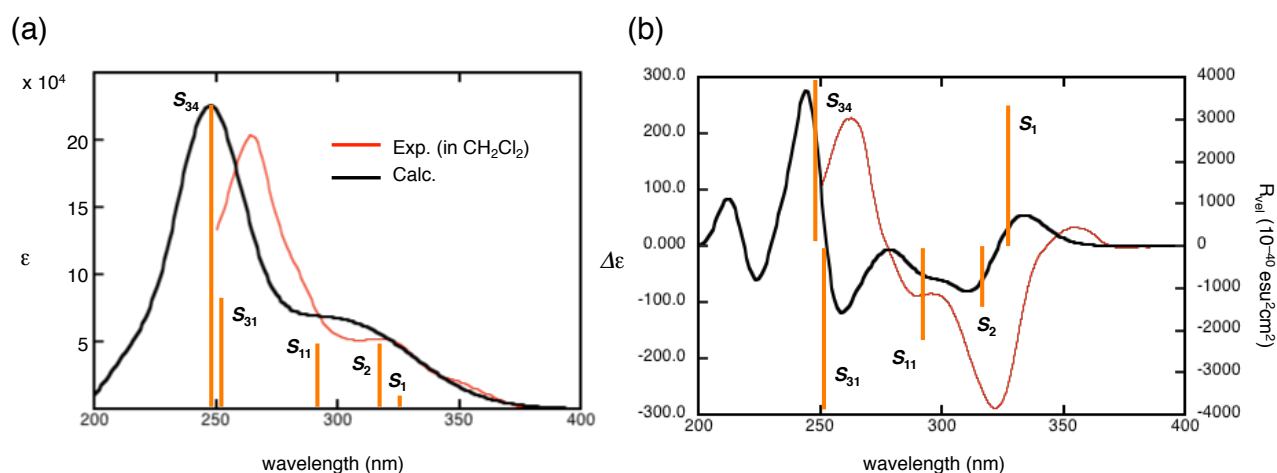 (a)
x 10⁴
20
15
10
5
ε
S₃₄
S₃₁
S₁₁
S₂
S₁
Exp. (in CH₂Cl₂)
Calc.
200
250
300
350
400
wavelength (nm)
(b)
300.0
200.0
100.0
0.000
-100.0
-200.0
-300.0
Δε
S₃₄
S₁
S₃₁
S₁₁
S₂
4000
3000
2000
1000
0
-1000
-2000
-3000
-4000
R_vel (10⁻⁴⁰ esu²cm²)
200
250
300
350
400
wavelength (nm)